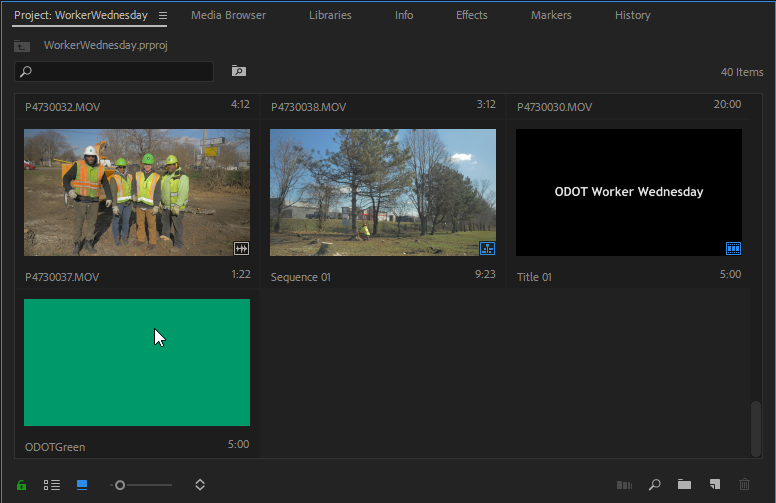 Project: WorkerWednesday Media Browser Libraries Info Effects Markers History
WorkerWednesday.prproj
40 Items
P4730032.MOV 4:12 P4730038.MOV 3:12 P4730030.MOV 20:00
ODOT Worker Wednesday
P4730037.MOV 1:22 Sequence 01 9:23 Title 01 5:00
ODOTGreen 5:00